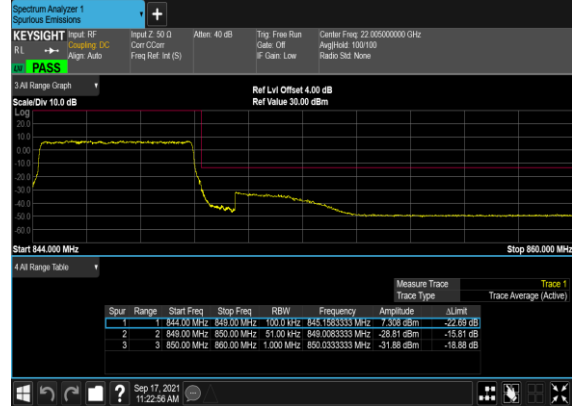 Spectrum Analyzer 1
Spurious Emissions
KEYSIGHT Input: RF Input Z: 50 Ω Atten: 40 dB Trig: Free Run Center Freq: 22.005000000 GHz
RL Coupling: DC Corr CCorr Gate: Off Avg|Hold: 100/100
Align: Auto Freq Ref: Int (S) IF Gain: Low Radio Std: None
PASS
3 All Range Graph
Ref Lvl Offset 4.00 dB
Scale/Div 10.0 dB Ref Value 30.00 dBm
Log
20.0
10.0
0.00
-10.0
-20.0
-30.0
-40.0
-50.0
-60.0
Start 844.000 MHz Stop 860.000 MHz
4 All Range Table
Measure Trace Trace 1
Trace Type Trace Average (Active)
Spur Range Start Freq Stop Freq RBW Frequency Amplitude ΔLimit
1 1 844.00 MHz 849.00 MHz 100.0 kHz 845.1583333 MHz 7.308 dBm -22.69 dB
2 2 849.00 MHz 850.00 MHz 51.00 kHz 849.0083333 MHz -28.81 dBm -15.81 dB
3 3 850.00 MHz 860.00 MHz 1.000 MHz 850.0333333 MHz -31.88 dBm -18.88 dB
?
Sep 17, 2021
11:22:56 AM